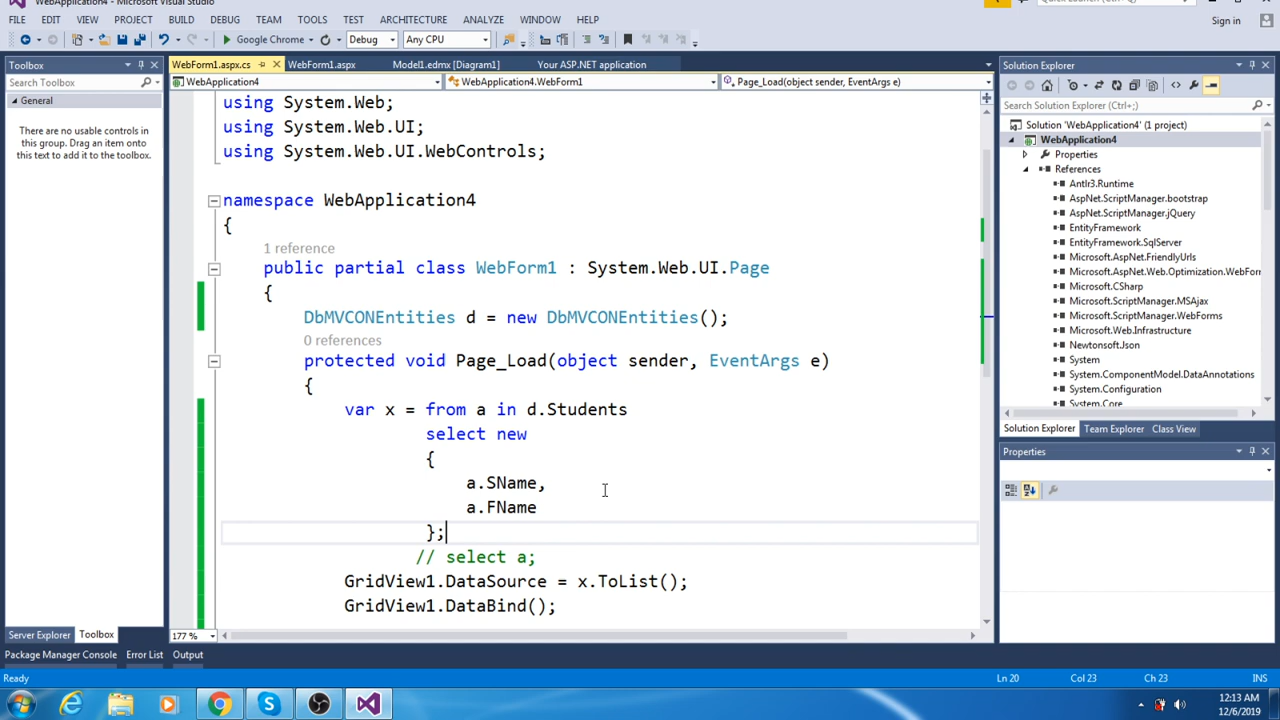 WebApplication4 - Microsoft Visual Studio
Quick Launch (Ctrl+Q)
FILE EDIT VIEW PROJECT BUILD DEBUG TEAM TOOLS TEST ARCHITECTURE ANALYZE WINDOW HELP
Sign in
Google Chrome Debug Any CPU
Toolbox
Search Toolbox
General
There are no usable controls in
this group. Drag an item onto
this text to add it to the toolbox.
WebForm1.aspx.cs WebForm1.aspx Model1.edmx [Diagram1] Your ASP.NET application
WebApplication4 WebApplication4.WebForm1 Page_Load(object sender, EventArgs e)
using System.Web;
using System.Web.UI;
using System.Web.UI.WebControls;
namespace WebApplication4
{
1 reference
public partial class WebForm1 : System.Web.UI.Page
{
DbMVCONEntities d = new DbMVCONEntities();
0 references
protected void Page_Load(object sender, EventArgs e)
{
var x = from a in d.Students
select new
{
a.SName,
a.FName
};
// select a;
GridView1.DataSource = x.ToList();
GridView1.DataBind();
177 %
Solution Explorer
Search Solution Explorer (Ctrl+;)
Solution 'WebApplication4' (1 project)
WebApplication4
Properties
References
Antlr3.Runtime
AspNet.ScriptManager.bootstrap
AspNet.ScriptManager.jQuery
EntityFramework
EntityFramework.SqlServer
Microsoft.AspNet.FriendlyUrls
Microsoft.AspNet.Web.Optimization.WebForm
Microsoft.CSharp
Microsoft.ScriptManager.MSAjax
Microsoft.ScriptManager.WebForms
Microsoft.Web.Infrastructure
Newtonsoft.Json
System
System.ComponentModel.DataAnnotations
System.Configuration
System.Core
Solution Explorer Team Explorer Class View
Properties
Server Explorer Toolbox
Package Manager Console Error List Output
Ready Ln 20 Col 23 Ch 23 INS
12:13 AM
12/6/2019